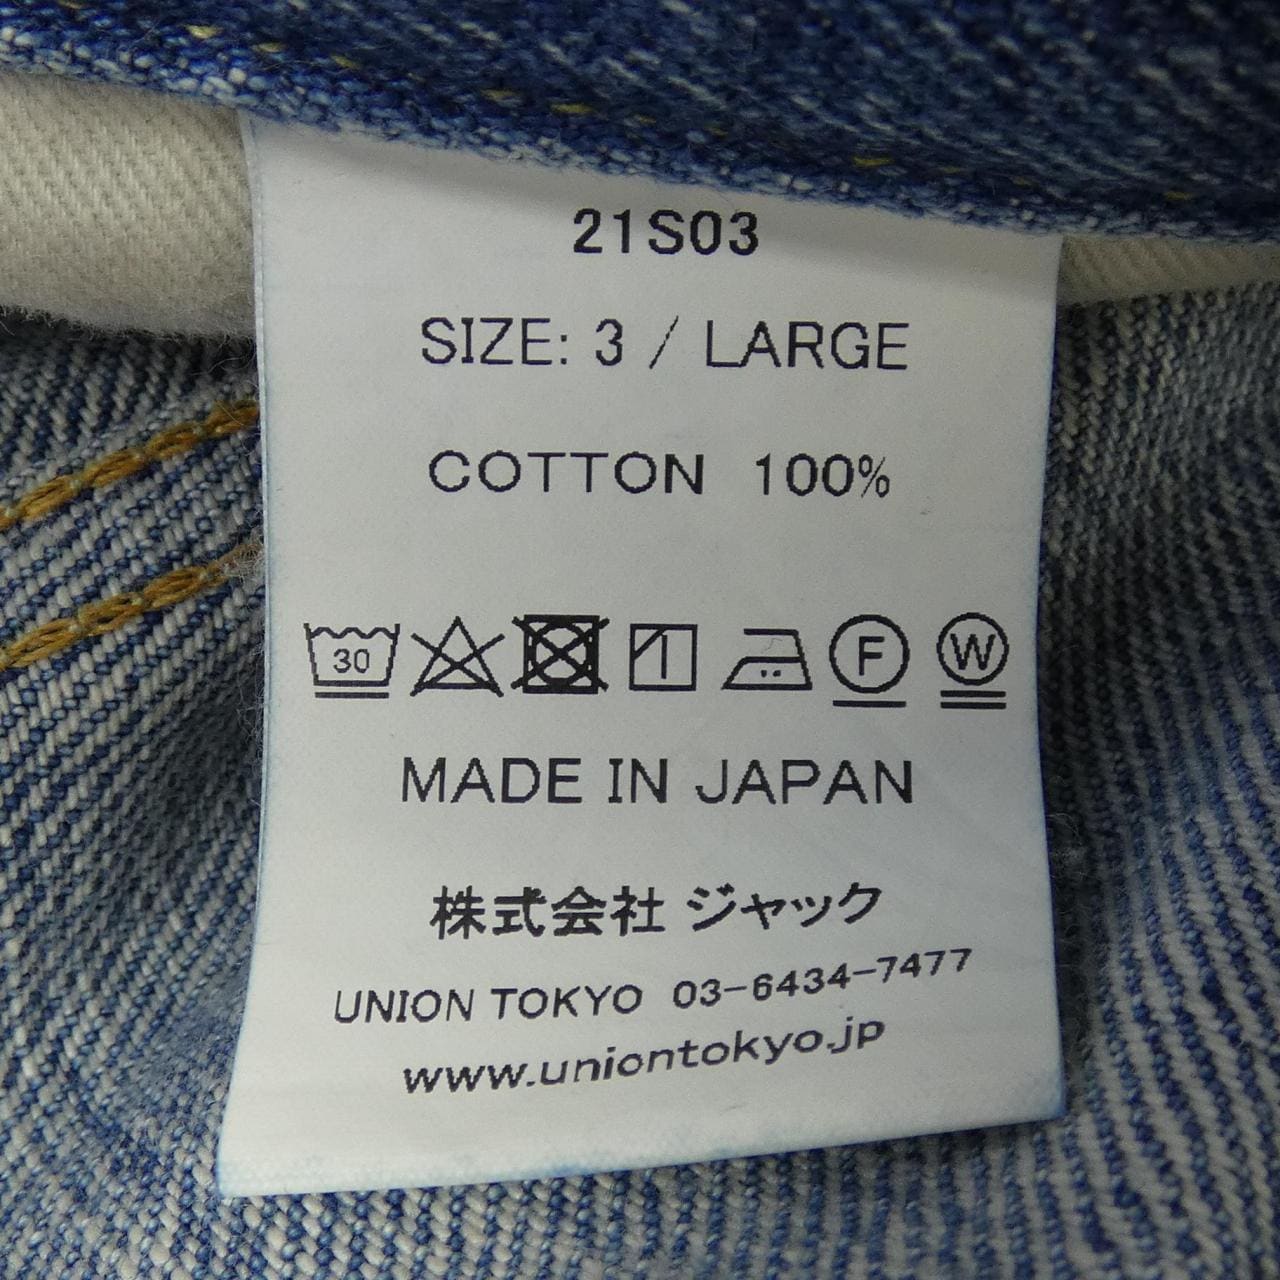 21S03
SIZE: 3 / LARGE
COTTON 100%
30 F W
MADE IN JAPAN
株式会社 ジャック
UNION TOKYO 03-6434-7477
www.uniontokyo.jp